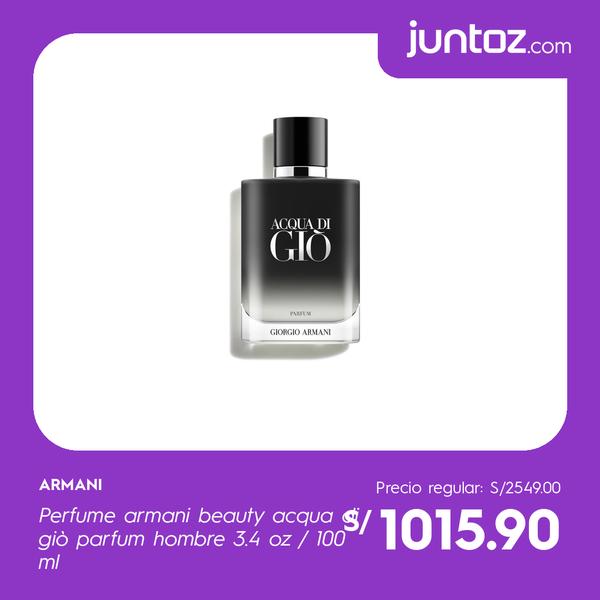 juntoz.com
ACQUA DI
GIÒ
PARFUM
GIORGIO ARMANI
ARMANI
Perfume armani beauty acqua di
giò parfum hombre 3.4 oz / 100
ml
Precio regular: S/2549.00
S/ 1015.90